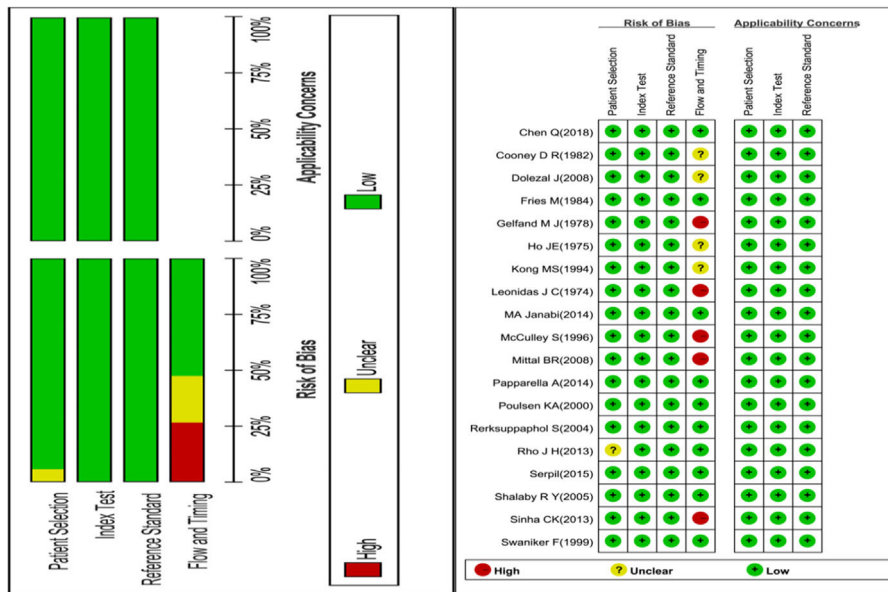 Patient Selection
Index Test
Reference Standard
Flow and Timing
0% 25% 50% 75% 100%
0% 25% 50% 75% 100%
Risk of Bias
Applicability Concerns
High
Unclear
Low
Risk of Bias
Applicability Concerns
Patient Selection
Index Test
Reference Standard
Flow and Timing
Patient Selection
Index Test
Reference Standard
Chen Q(2018) + + + + + + +
Cooney D R(1982) + + + ? + + +
Dolezal J(2008) + + + ? + + +
Fries M(1984) + + + + + + +
Gelfand M J(1978) + + + - + + +
Ho JE(1975) + + + ? + + +
Kong MS(1994) + + + ? + + +
Leonidas J C(1974) + + + - + + +
MA Janabi(2014) + + + + + + +
McCulley S(1996) + + + - + + +
Mittal BR(2008) + + + - + + +
Papparella A(2014) + + + + + + +
Poulsen KA(2000) + + + + + + +
Rerksuppaphol S(2004) + + + + + + +
Rho J H(2013) ? + + + + + +
Serpil(2015) + + + + + + +
Shalaby R Y(2005) + + + + + + +
Sinha CK(2013) + + + - + + +
Swaniker F(1999) + + + + + + +
- High ? Unclear + Low